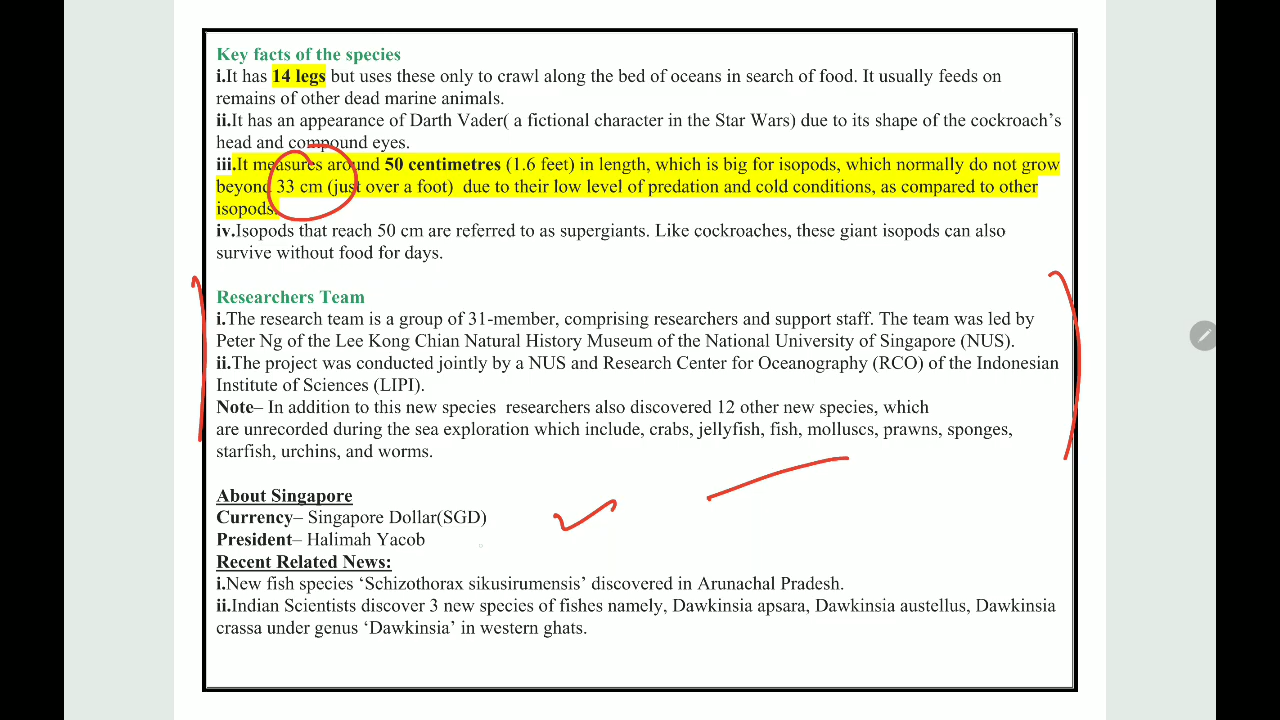 Key facts of the species
i.It has 14 legs but uses these only to crawl along the bed of oceans in search of food. It usually feeds on
remains of other dead marine animals.
ii.It has an appearance of Darth Vader( a fictional character in the Star Wars) due to its shape of the cockroach's
head and compound eyes.
iii.It measures around 50 centimetres (1.6 feet) in length, which is big for isopods, which normally do not grow
beyond 33 cm (just over a foot)  due to their low level of predation and cold conditions, as compared to other
isopods.
iv.Isopods that reach 50 cm are referred to as supergiants. Like cockroaches, these giant isopods can also
survive without food for days.
Researchers Team
i.The research team is a group of 31-member, comprising researchers and support staff. The team was led by
Peter Ng of the Lee Kong Chian Natural History Museum of the National University of Singapore (NUS).
ii.The project was conducted jointly by a NUS and Research Center for Oceanography (RCO) of the Indonesian
Institute of Sciences (LIPI).
Note– In addition to this new species  researchers also discovered 12 other new species, which
are unrecorded during the sea exploration which include, crabs, jellyfish, fish, molluscs, prawns, sponges,
starfish, urchins, and worms.
About Singapore
Currency– Singapore Dollar(SGD)
President– Halimah Yacob
Recent Related News:
i.New fish species ‘Schizothorax sikusirumensis’ discovered in Arunachal Pradesh.
ii.Indian Scientists discover 3 new species of fishes namely, Dawkinsia apsara, Dawkinsia austellus, Dawkinsia
crassa under genus ‘Dawkinsia’ in western ghats.